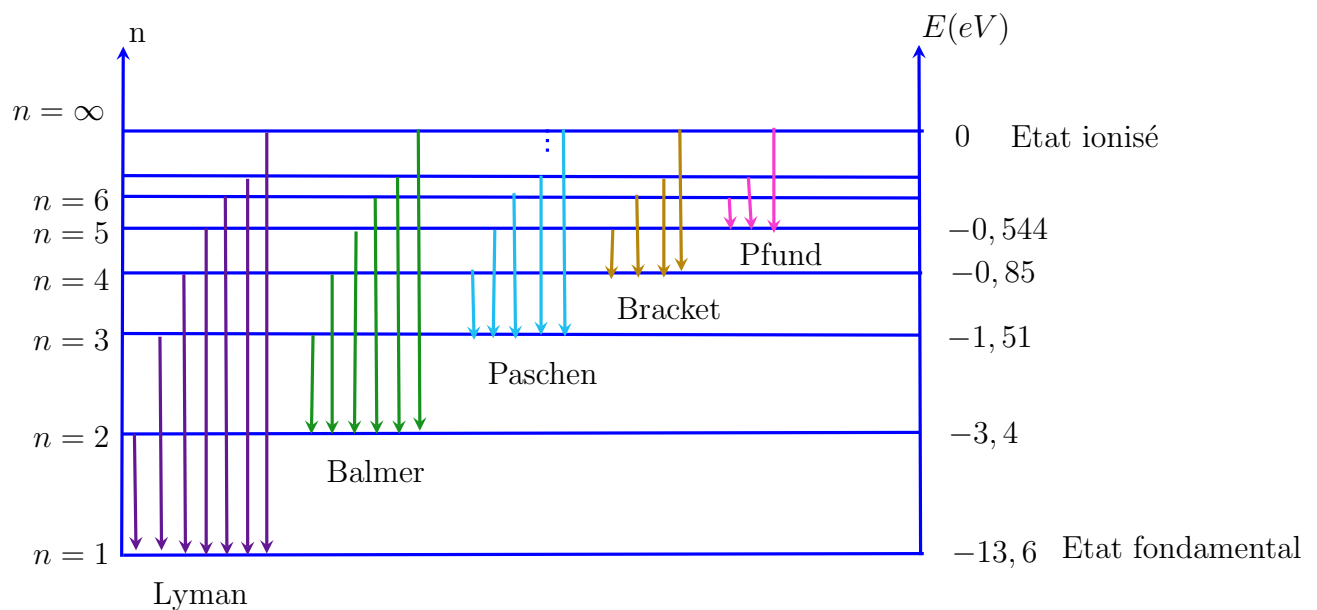 n E(eV)
n = ∞
0 Etat ionisé
n = 6
n = 5 −0, 544
Pfund
n = 4 −0, 85
Bracket
n = 3 −1, 51
Paschen
n = 2 −3, 4
Balmer
n = 1 −13, 6 Etat fondamental
Lyman